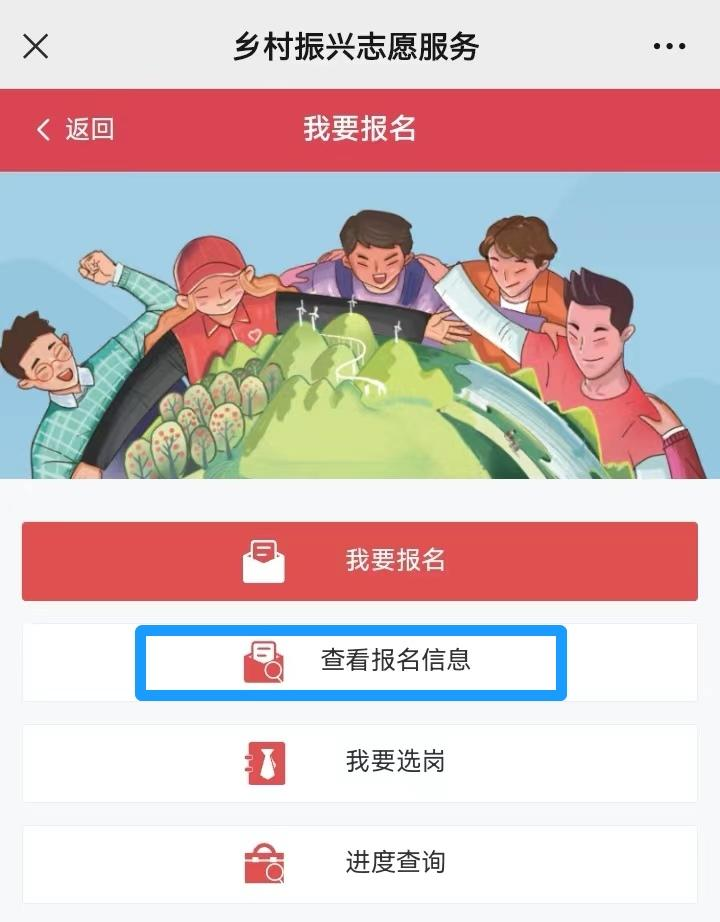 乡村振兴志愿服务
返回
我要报名
我要报名
查看报名信息
我要选岗
进度查询